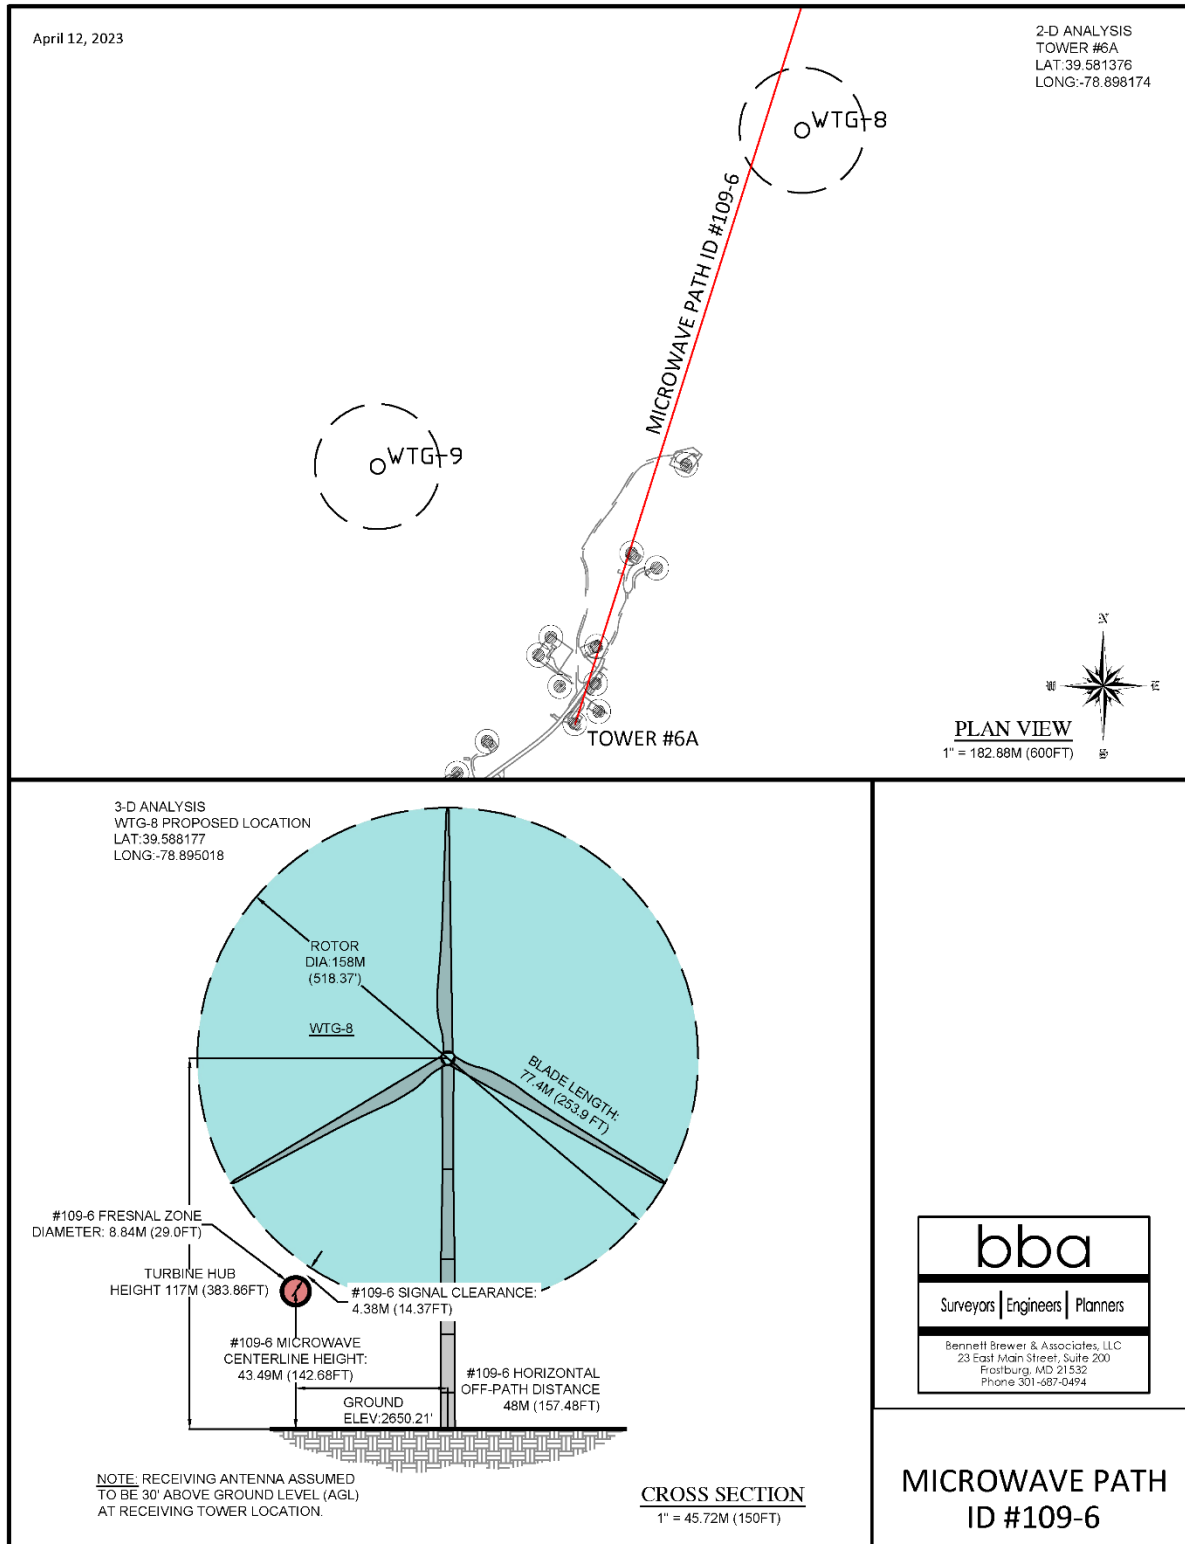 April 12, 2023
2-D ANALYSIS
TOWER #6A
LAT:39.581376
LONG:-78.898174
WTG-8
MICROWAVE PATH ID #109-6
WTG-9
TOWER #6A
N
W
E
S
PLAN VIEW
1" = 182.88M (600FT)
3-D ANALYSIS
WTG-8 PROPOSED LOCATION
LAT:39.588177
LONG:-78.895018
ROTOR
DIA:158M
(518.37')
WTG-8
BLADE LENGTH:
77.4M (253.9 FT)
#109-6 FRESNAL ZONE
DIAMETER: 8.84M (29.0FT)
TURBINE HUB
HEIGHT 117M (383.86FT)
#109-6 SIGNAL CLEARANCE:
4.38M (14.37FT)
#109-6 MICROWAVE
CENTERLINE HEIGHT:
43.49M (142.68FT)
#109-6 HORIZONTAL
OFF-PATH DISTANCE
48M (157.48FT)
GROUND
ELEV:2650.21'
NOTE: RECEIVING ANTENNA ASSUMED
TO BE 30' ABOVE GROUND LEVEL (AGL)
AT RECEIVING TOWER LOCATION.
CROSS SECTION
1" = 45.72M (150FT)
bba
Surveyors | Engineers | Planners
Bennett Brewer & Associates, LLC
23 East Main Street, Suite 200
Frostburg, MD 21532
Phone 301-687-0494
MICROWAVE PATH
ID #109-6